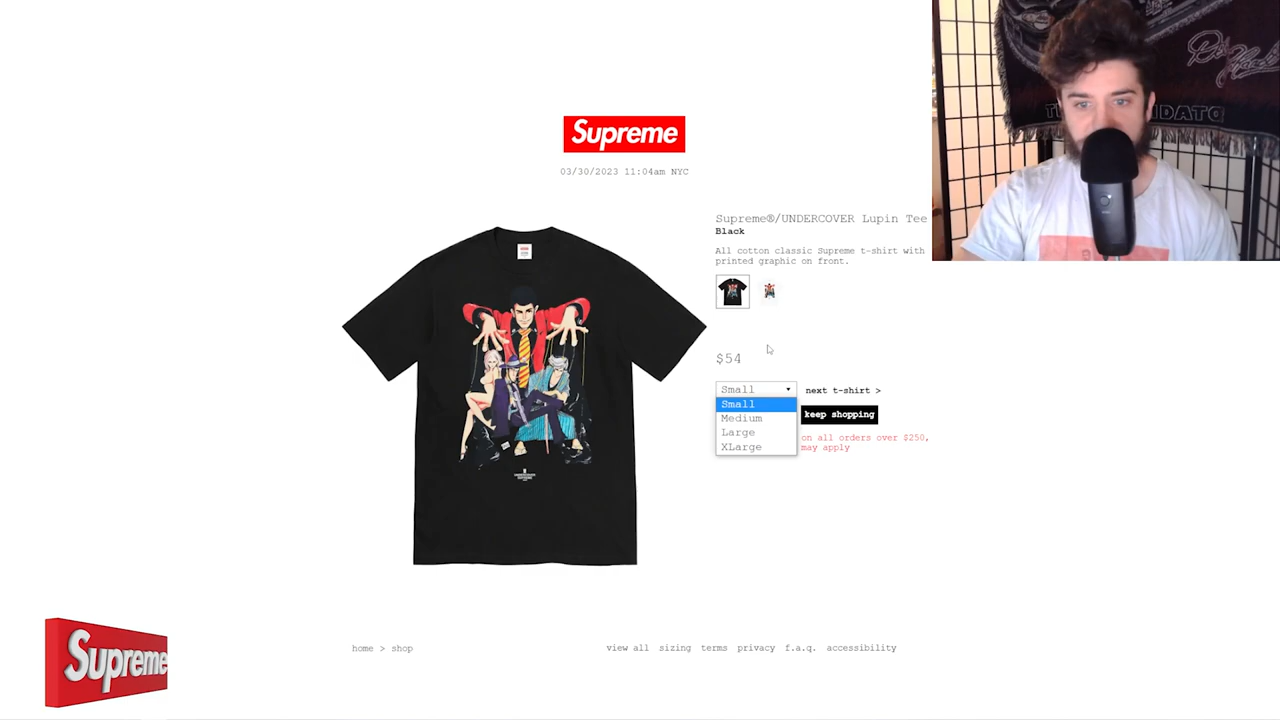 Supreme
03/30/2023 11:04am NYC
Supreme®/UNDERCOVER Lupin Tee
Black
All cotton classic Supreme t-shirt with
printed graphic on front.
$54
Small
next t-shirt >
Small
Medium
Large
XLarge
keep shopping
on all orders over $250,
may apply
Supreme
home > shop
view all sizing terms privacy f.a.q. accessibility